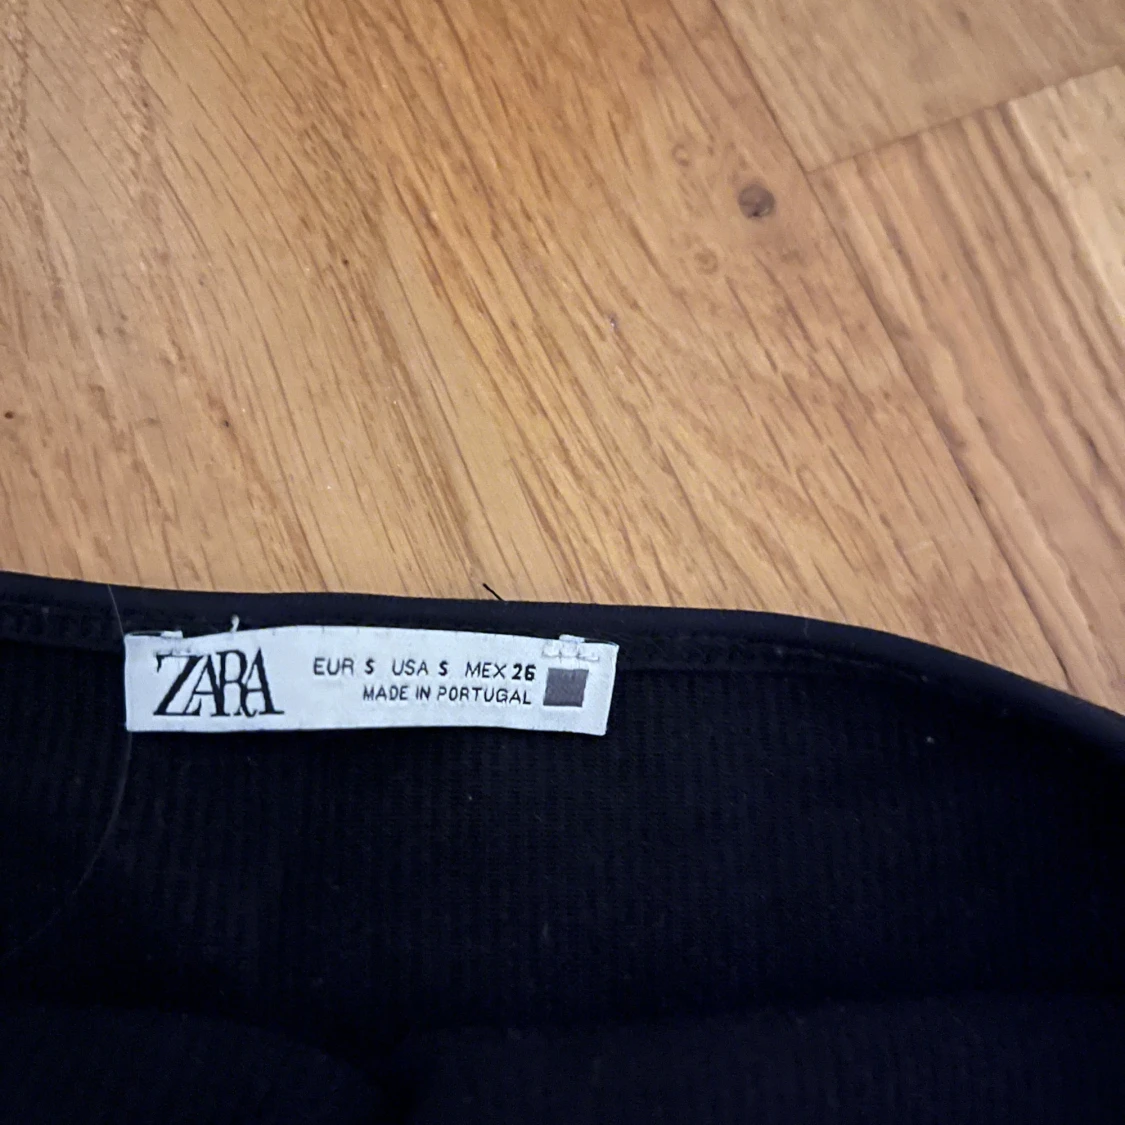 ZARA
EUR S USA S MEX 26
MADE IN PORTUGAL